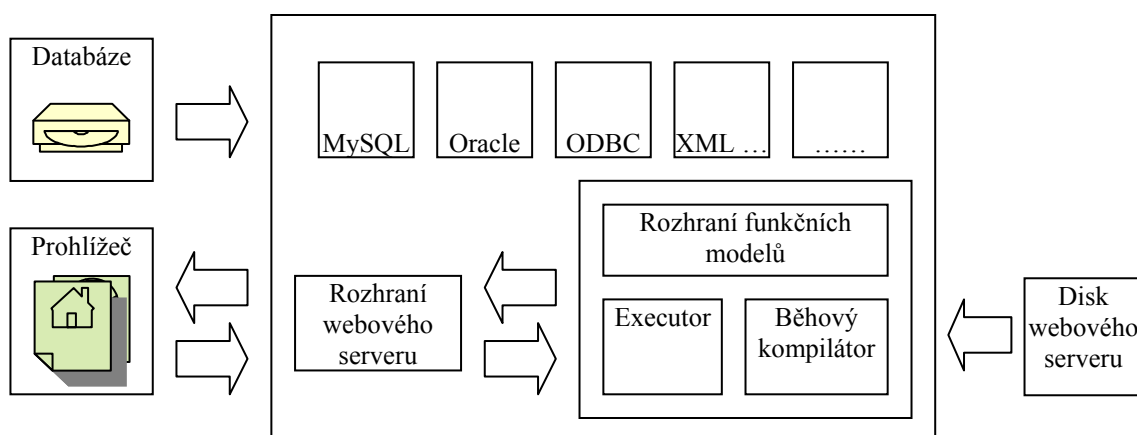 Databáze
MySQL
Oracle
ODBC
XML …
……
Prohlížeč
Rozhraní
webového
serveru
Rozhraní funkčních
modelů
Executor
Běhový
kompilátor
Disk
webového
serveru